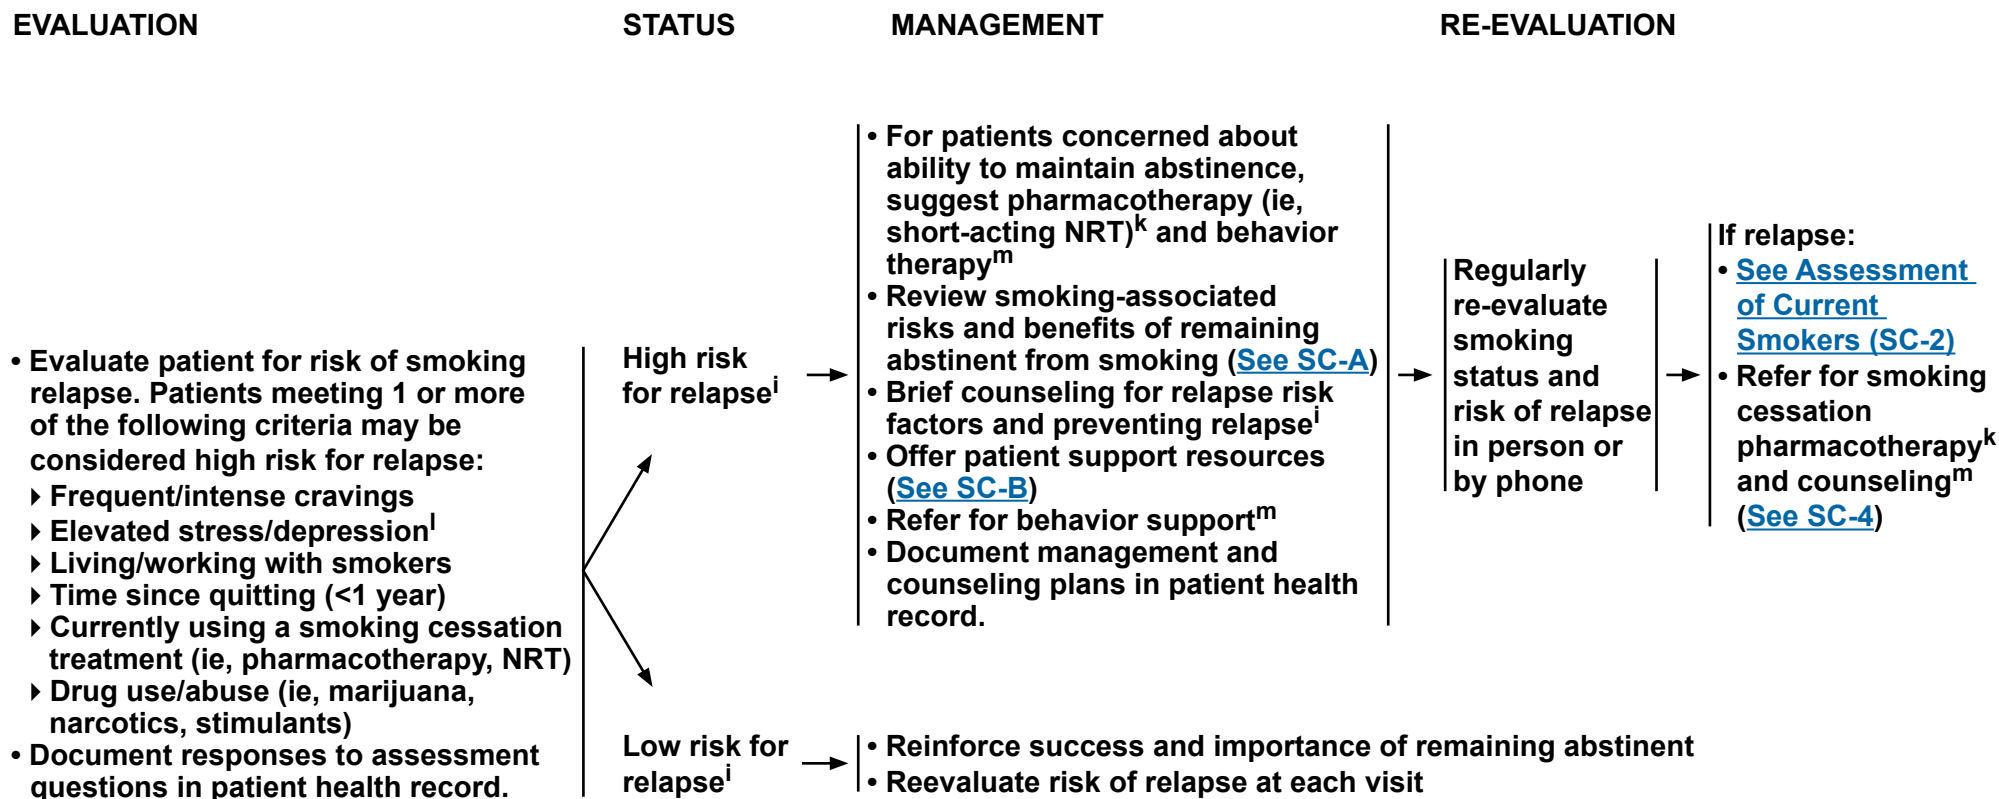 EVALUATION
STATUS
MANAGEMENT
RE-EVALUATION
• Evaluate patient for risk of smoking
relapse. Patients meeting 1 or more
of the following criteria may be
considered high risk for relapse:
▸ Frequent/intense cravings
▸ Elevated stress/depression^l
▸ Living/working with smokers
▸ Time since quitting (<1 year)
▸ Currently using a smoking cessation
treatment (ie, pharmacotherapy, NRT)
▸ Drug use/abuse (ie, marijuana,
narcotics, stimulants)
• Document responses to assessment
questions in patient health record.
High risk
for relapse^i
• For patients concerned about
ability to maintain abstinence,
suggest pharmacotherapy (ie,
short-acting NRT)^k and behavior
therapy^m
• Review smoking-associated
risks and benefits of remaining
abstinent from smoking (See SC-A)
• Brief counseling for relapse risk
factors and preventing relapse^i
• Offer patient support resources
(See SC-B)
• Refer for behavior support^m
• Document management and
counseling plans in patient health
record.
Regularly
re-evaluate
smoking
status and
risk of relapse
in person or
by phone
If relapse:
• See Assessment
of Current
Smokers (SC-2)
• Refer for smoking
cessation
pharmacotherapy^k
and counseling^m
(See SC-4)
Low risk for
relapse^i
• Reinforce success and importance of remaining abstinent
• Reevaluate risk of relapse at each visit